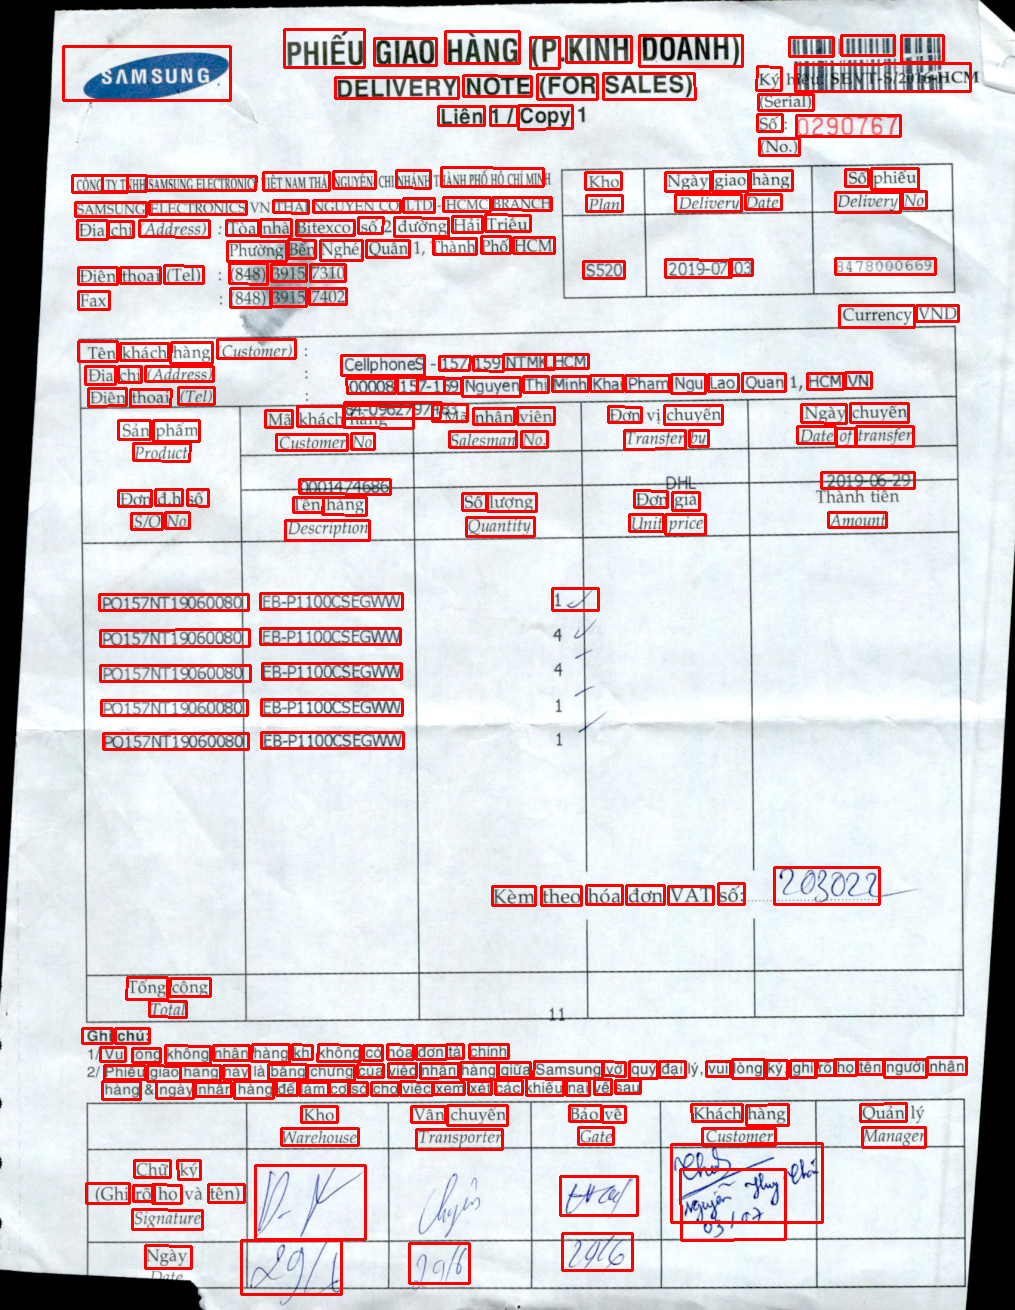 SAMSUNG
PHIẾU GIAO HÀNG (P.KINH DOANH)
DELIVERY NOTE (FOR SALES)
Liên 1 / Copy 1
Ký hiệu: SEVT-S/2016-HCM
(Serial)
Số : 0290767
(No.)
CÔNG TY TNHH SAMSUNG ELECTRONICS VIỆT NAM THÁI NGUYÊN- CHI NHÁNH THÀNH PHỐ HỒ CHÍ MINH
SAMSUNG ELECTRONICS VN THAI NGUYEN CO LTD - HCMC BRANCH
Địa chỉ (Address) : Tòa nhà Bitexco số 2 đường Hải Triều
Phường Bến Nghé Quận 1, Thành Phố HCM
Điện thoại (Tel) : (848) 3915 7310
Fax : (848) 3915 7402
Kho Ngày giao hàng Số phiếu
Plan Delivery Date Delivery No
S520 2019-07-03 8478000669
Currency VND
Tên khách hàng Customer) : CellphoneS - 157/159 NTMK,HCM
Địa chỉ (Address) : 00008 157-159 Nguyen Thi Minh Khai Pham Ngu Lao, Quan 1, HCM VN
Điện thoại (Tel) :
Sản phẩm Mã khách hàng Mã nhân viên Đơn vị chuyển Ngày chuyển
Product Customer No Salesman No. Transfer by Date of transfer
0001474686 DHL 2019-06-29
Đơn đ.h số Tên hàng Số lượng Đơn giá Thành tiền
S/O No Description Quantity Unit price Amount
PO157NT19060080 EB-P1100CSEGWW 1
PO157NT19060080 EB-P1100CSEGWW 4
PO157NT19060080 EB-P1100CSEGWW 4
PO157NT19060080 EB-P1100CSEGWW 1
PO157NT19060080 EB-P1100CSEGWW 1
Kèm theo hóa đơn VAT số: 203022
Tổng cộng
Total 11
Ghi chú:
1/ Vui lòng không nhận hàng khi không có hóa đơn tài chính
2/ Phiếu giao hàng này là bằng chứng của việc nhận hàng giữa Samsung với quý đại lý, vui lòng ký, ghi rõ họ tên người nhận
hàng & ngày nhận hàng để làm cơ sở cho việc xem xét các khiếu nại về sau
Kho Vận chuyển Bảo vệ Khách hàng Quản lý
Warehouse Transporter Gate Customer Manager
Chữ ký
(Ghi rõ họ và tên)
Signature
03/07
Ngày 29/6 29/6 29/6
Date